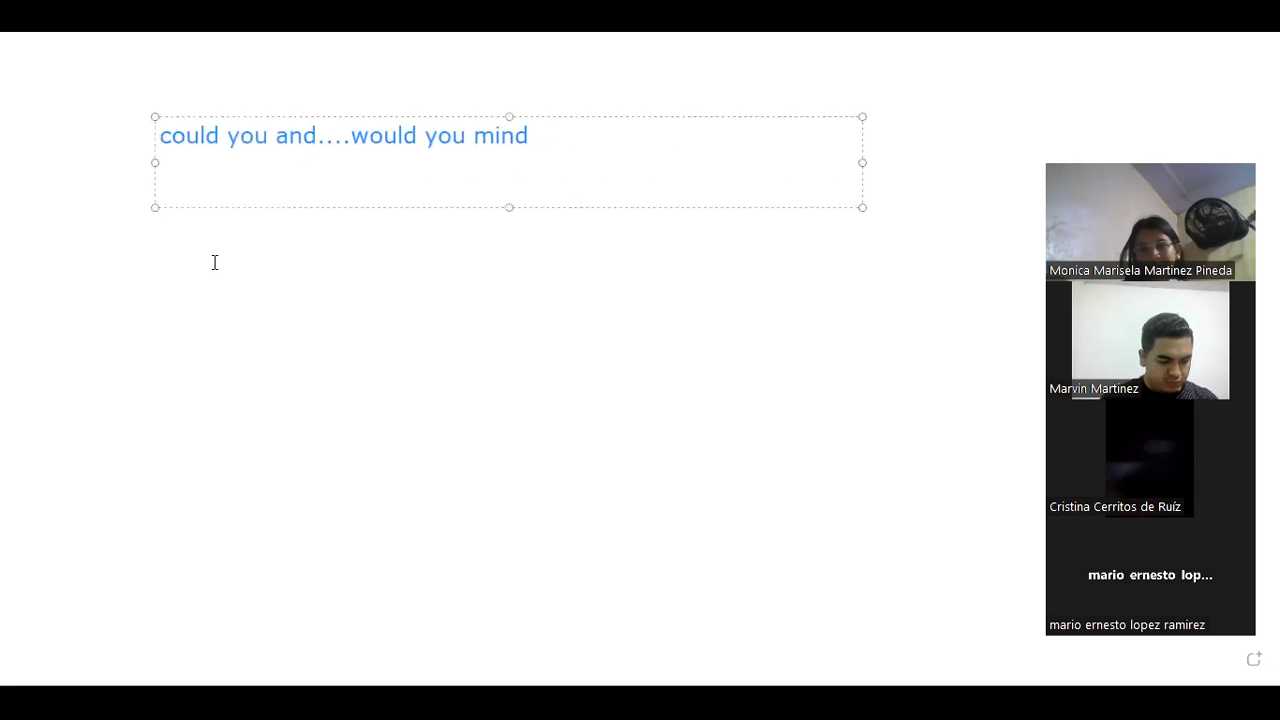 could you and....would you mind
Monica Marisela Martinez Pineda
Marvin Martinez
Cristina Cerritos de Ruíz
mario ernesto lop...
mario ernesto lopez ramirez